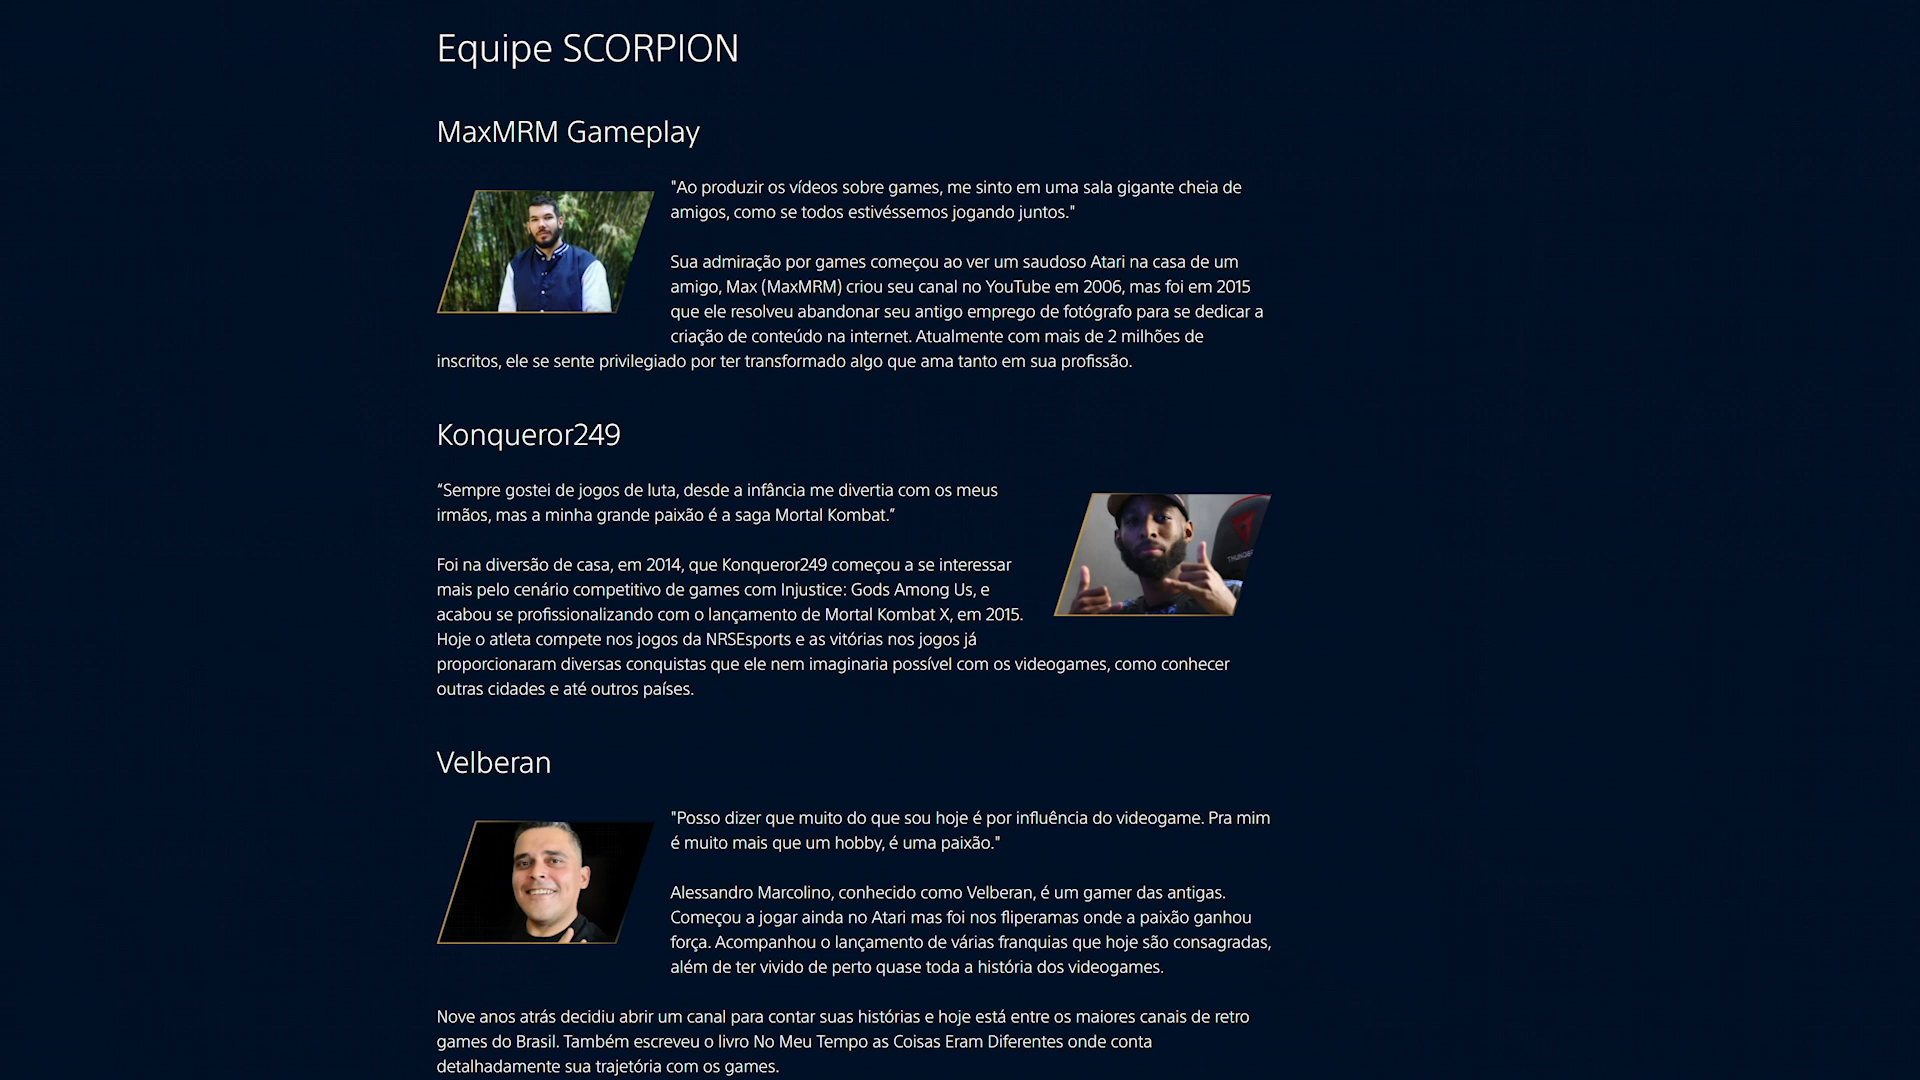 Equipe SCORPION
MaxMRM Gameplay
"Ao produzir os vídeos sobre games, me sinto em uma sala gigante cheia de
amigos, como se todos estivéssemos jogando juntos."
Sua admiração por games começou ao ver um saudoso Atari na casa de um
amigo, Max (MaxMRM) criou seu canal no YouTube em 2006, mas foi em 2015
que ele resolveu abandonar seu antigo emprego de fotógrafo para se dedicar a
criação de conteúdo na internet. Atualmente com mais de 2 milhões de
inscritos, ele se sente privilegiado por ter transformado algo que ama tanto em sua profissão.
Konqueror249
“Sempre gostei de jogos de luta, desde a infância me divertia com os meus
irmãos, mas a minha grande paixão é a saga Mortal Kombat.”
Foi na diversão de casa, em 2014, que Konqueror249 começou a se interessar
mais pelo cenário competitivo de games com Injustice: Gods Among Us, e
acabou se profissionalizando com o lançamento de Mortal Kombat X, em 2015.
Hoje o atleta compete nos jogos da NRSEsports e as vitórias nos jogos já
proporcionaram diversas conquistas que ele nem imaginaria possível com os videogames, como conhecer
outras cidades e até outros países.
Velberan
"Posso dizer que muito do que sou hoje é por influência do videogame. Pra mim
é muito mais que um hobby, é uma paixão."
Alessandro Marcolino, conhecido como Velberan, é um gamer das antigas.
Começou a jogar ainda no Atari mas foi nos fliperamas onde a paixão ganhou
força. Acompanhou o lançamento de várias franquias que hoje são consagradas,
além de ter vivido de perto quase toda a história dos videogames.
Nove anos atrás decidiu abrir um canal para contar suas histórias e hoje está entre os maiores canais de retro
games do Brasil. Também escreveu o livro No Meu Tempo as Coisas Eram Diferentes onde conta
detalhadamente sua trajetória com os games.